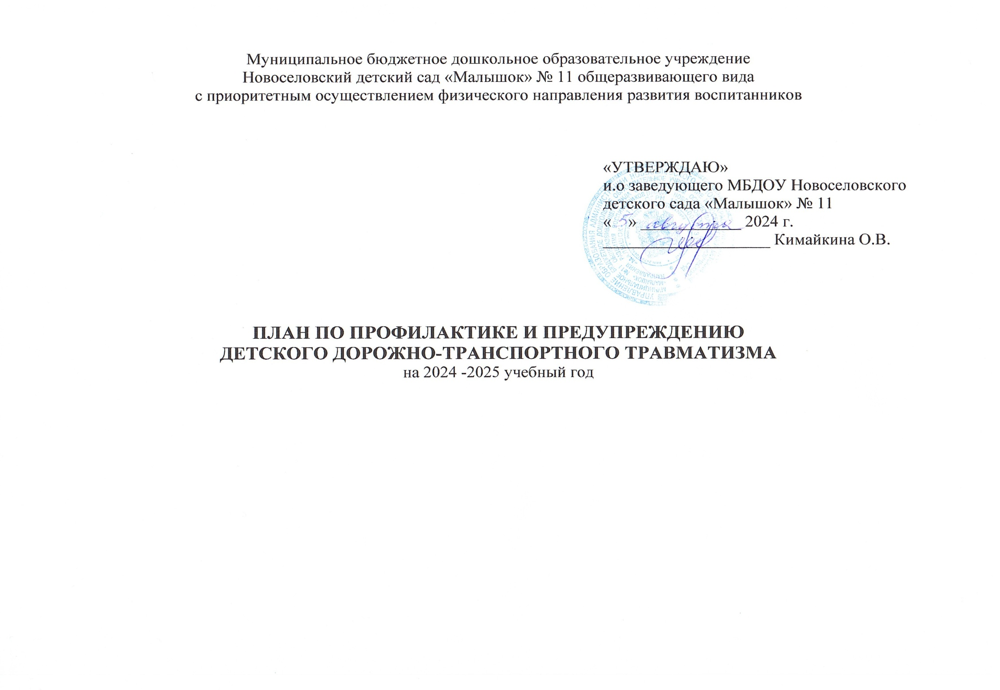 Муниципальное бюджетное дошкольное образовательное учреждение
Новоселовский детский сад «Малышок» № 11 общеразвивающего вида
с приоритетным осуществлением физического направления развития воспитанников
«УТВЕРЖДАЮ»
и.о заведующего МБДОУ Новоселовского
детского сада «Малышок» № 11
« 5» августа 2024 г.
Кимайкина О.В.
ПЛАН ПО ПРОФИЛАКТИКЕ И ПРЕДУПРЕЖДЕНИЮ
ДЕТСКОГО ДОРОЖНО-ТРАНСПОРТНОГО ТРАВМАТИЗМА
на 2024 -2025 учебный год